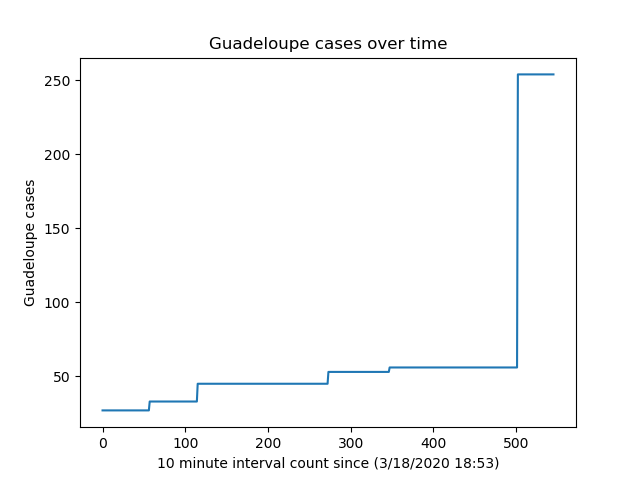 Guadeloupe cases over time
250
200
150
100
50
Guadeloupe cases
0 100 200 300 400 500
10 minute interval count since (3/18/2020 18:53)